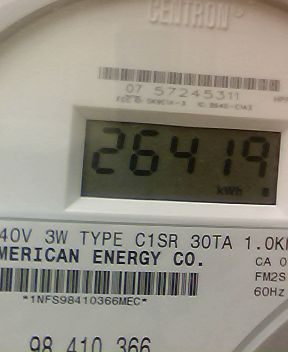 CENTRON
07 57245311
26419
kWh
40V 3W TYPE C1SR 30TA 1.0K
MERICAN ENERGY CO.
CA 0
FM2S
*1NFS98410366MEC*
60Hz
98 410 366